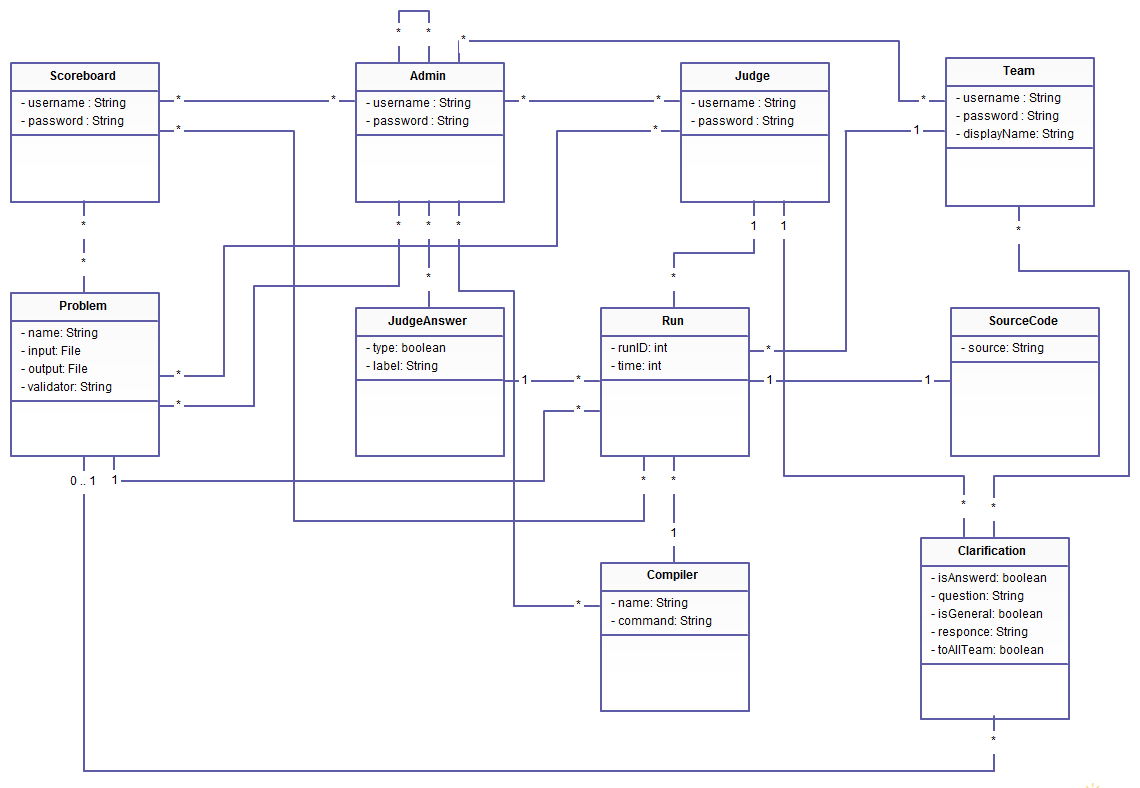 * *
*
Scoreboard
- username : String
- password : String
Admin
- username : String
- password : String
Judge
- username : String
- password : String
Team
- username : String
- password : String
- displayName: String
* *
* *
*
*
*
1
*
*
* * *
1 1
*
*
*
*
Problem
- name: String
- input: File
- output: File
- validator: String
JudgeAnswer
- type: boolean
- label: String
Run
- runID: int
- time: int
SourceCode
- source: String
*
*
*
1 *
1 1
*
0 .. 1 1
* *
1
* *
Compiler
- name: String
- command: String
*
Clarification
- isAnswerd: boolean
- question: String
- isGeneral: boolean
- responce: String
- toAllTeam: boolean
*